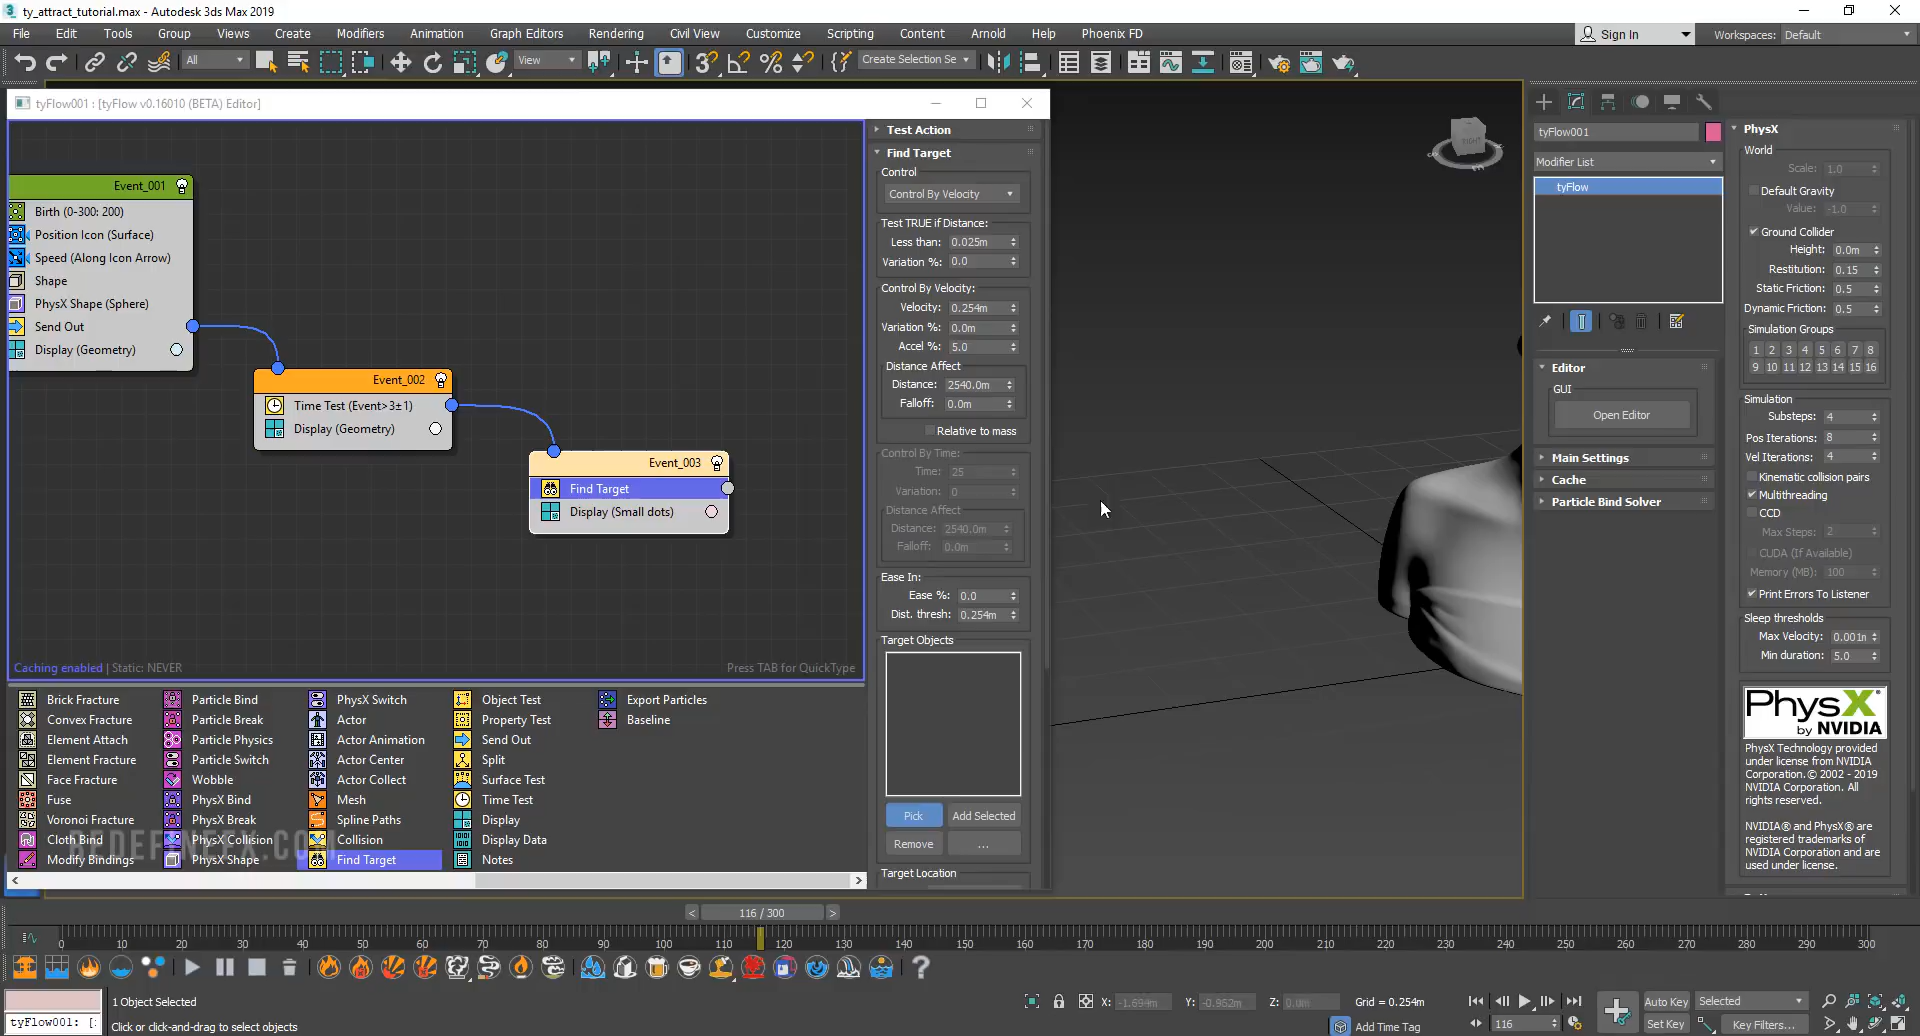 ty_attract_tutorial.max - Autodesk 3ds Max 2019
File Edit Tools Group Views Create Modifiers Animation Graph Editors Rendering Civil View Customize Scripting Content Arnold Help Phoenix FD
Sign In
Workspaces: Default
All
View
Create Selection Se
tyFlow001 : [tyFlow v0.16010 (BETA) Editor]
Event_001
Birth (0-300: 200)
Position Icon (Surface)
Speed (Along Icon Arrow)
Shape
PhysX Shape (Sphere)
Send Out
Display (Geometry)
Event_002
Time Test (Event>3±1)
Display (Geometry)
Event_003
Find Target
Display (Small dots)
Caching enabled | Static: NEVER
Press TAB for QuickType
Test Action
Find Target
Control
Control By Velocity
Test TRUE if Distance:
Less than: 0.025m
Variation %: 0.0
Control By Velocity:
Velocity: 0.254m
Variation %: 0.0m
Accel %: 5.0
Distance Affect
Distance: 2540.0m
Falloff: 0.0m
Relative to mass
Control By Time:
Time: 25
Variation: 0
Distance Affect
Distance: 2540.0m
Falloff: 0.0m
Ease In:
Ease %: 0.0
Dist. thresh: 0.254m
Target Objects
Pick Add Selected
Remove ...
Target Location
Brick Fracture Particle Bind PhysX Switch Object Test Export Particles
Convex Fracture Particle Break Actor Property Test Baseline
Element Attach Particle Physics Actor Animation Send Out
Element Fracture Particle Switch Actor Center Split
Face Fracture Wobble Actor Collect Surface Test
Fuse PhysX Bind Mesh Time Test
Voronoi Fracture PhysX Break Spline Paths Display
Cloth Bind PhysX Collision Collision Display Data
Modify Bindings PhysX Shape Find Target Notes
REDEFINEFX.COM
RIGHT
tyFlow001
Modifier List
tyFlow
Editor
GUI
Open Editor
Main Settings
Cache
Particle Bind Solver
PhysX
World
Scale: 1.0
Default Gravity
Value: -1.0
Ground Collider
Height: 0.0m
Restitution: 0.15
Static Friction: 0.5
Dynamic Friction: 0.5
Simulation Groups
1 2 3 4 5 6 7 8
9 10 11 12 13 14 15 16
Simulation
Substeps: 4
Pos Iterations: 8
Vel Iterations: 4
Kinematic collision pairs
Multithreading
CCD
Max Steps: 2
CUDA (If Available)
Memory (MB): 100
Print Errors To Listener
Sleep thresholds
Max Velocity: 0.001m
Min duration: 5.0
PhysX
by NVIDIA
PhysX Technology provided
under license from NVIDIA
Corporation. © 2002 - 2019
NVIDIA Corporation. All
rights reserved.
NVIDIA® and PhysX® are
registered trademarks of
NVIDIA Corporation and are
used under license.
< 116 / 300 >
0 10 20 30 40 50 60 70 80 90 100 110 120 130 140 150 160 170 180 190 200 210 220 230 240 250 260 270 280 290 300
1 Object Selected
X: -1.694m Y: -0.962m Z: 0.0m Grid = 0.254m
Auto Key Selected
tyFlow001: [:
Click or click-and-drag to select objects
Add Time Tag
116
Set Key Key Filters...